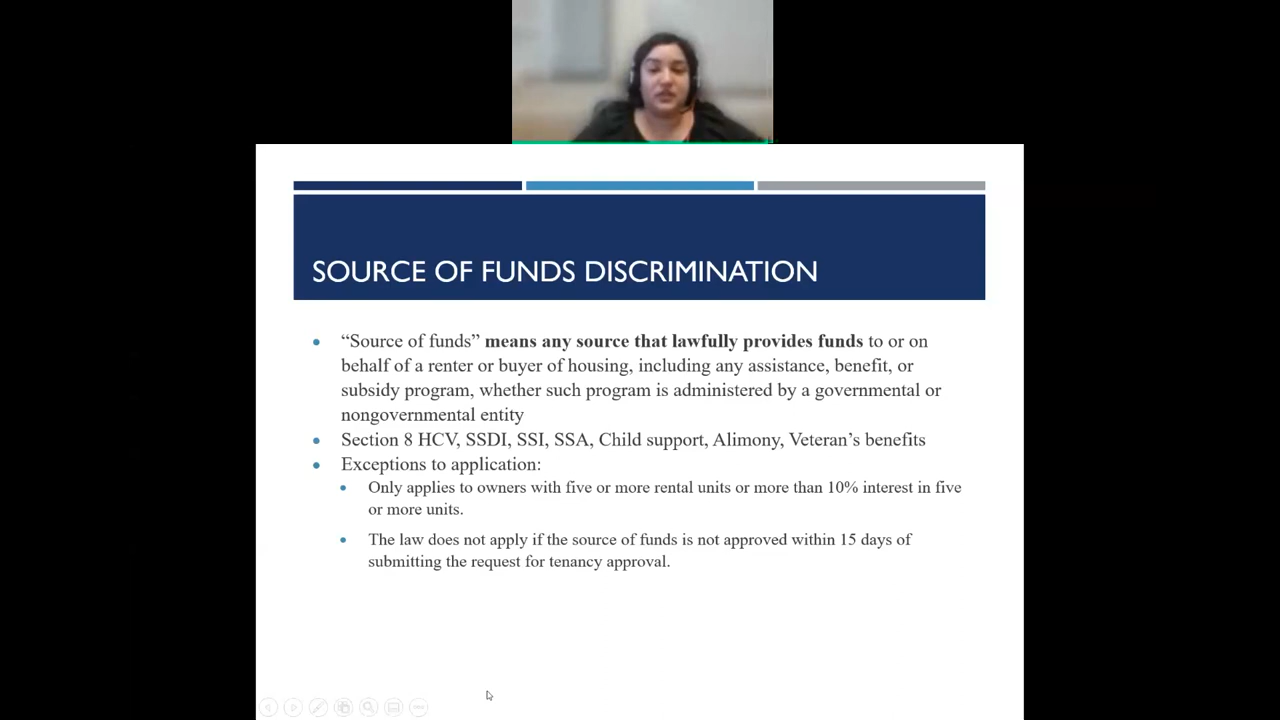 SOURCE OF FUNDS DISCRIMINATION
“Source of funds” means any source that lawfully provides funds to or on
behalf of a renter or buyer of housing, including any assistance, benefit, or
subsidy program, whether such program is administered by a governmental or
nongovernmental entity
Section 8 HCV, SSDI, SSI, SSA, Child support, Alimony, Veteran’s benefits
Exceptions to application:
Only applies to owners with five or more rental units or more than 10% interest in five
or more units.
The law does not apply if the source of funds is not approved within 15 days of
submitting the request for tenancy approval.